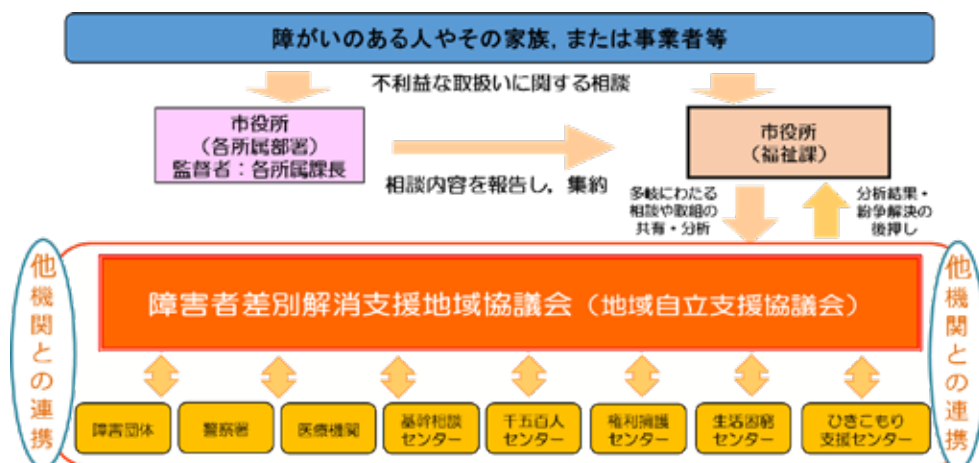 障がいのある人やその家族，または事業者等
不利益な取扱いに関する相談
市役所
（各所属部署）
監督者：各所属課長
市役所
（福祉課）
相談内容を報告し，集約
多岐にわたる
相談や取組の
共有・分析
分析結果・
紛争解決の
後押し
他機関との連携
障害者差別解消支援地域協議会（地域自立支援協議会）
他機関との連携
障害団体
警察署
医療機関
基幹相談
センター
千五百人
センター
権利擁護
センター
生活困窮
センター
ひきこもり
支援センター